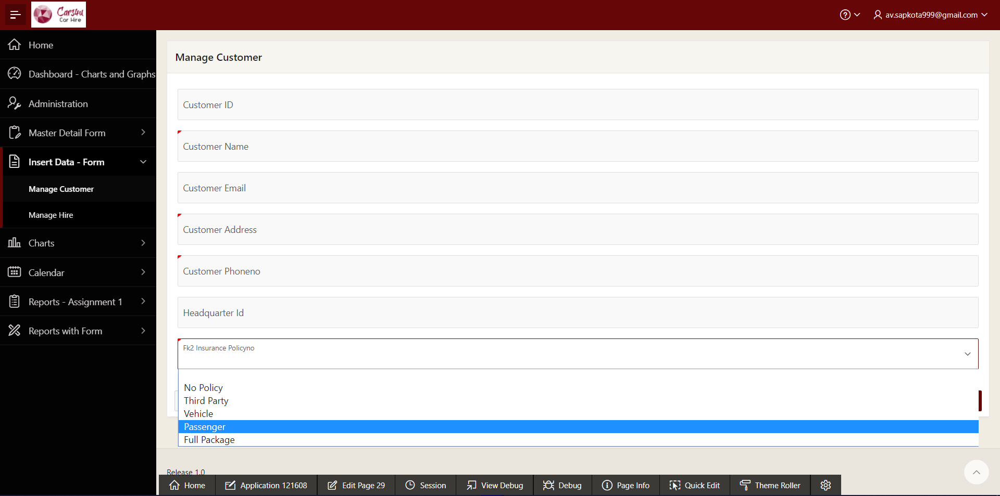 Cars4u
Car Hire
av.sapkota999@gmail.com
Home
Dashboard - Charts and Graphs
Administration
Master Detail Form
Insert Data - Form
Manage Customer
Manage Hire
Charts
Calendar
Reports - Assignment 1
Reports with Form
Manage Customer
Customer ID
Customer Name
Customer Email
Customer Address
Customer Phoneno
Headquarter Id
Fk2 Insurance Policyno
No Policy
Third Party
Vehicle
Passenger
Full Package
Release 1.0
Home
Application 121608
Edit Page 29
Session
View Debug
Debug
Page Info
Quick Edit
Theme Roller